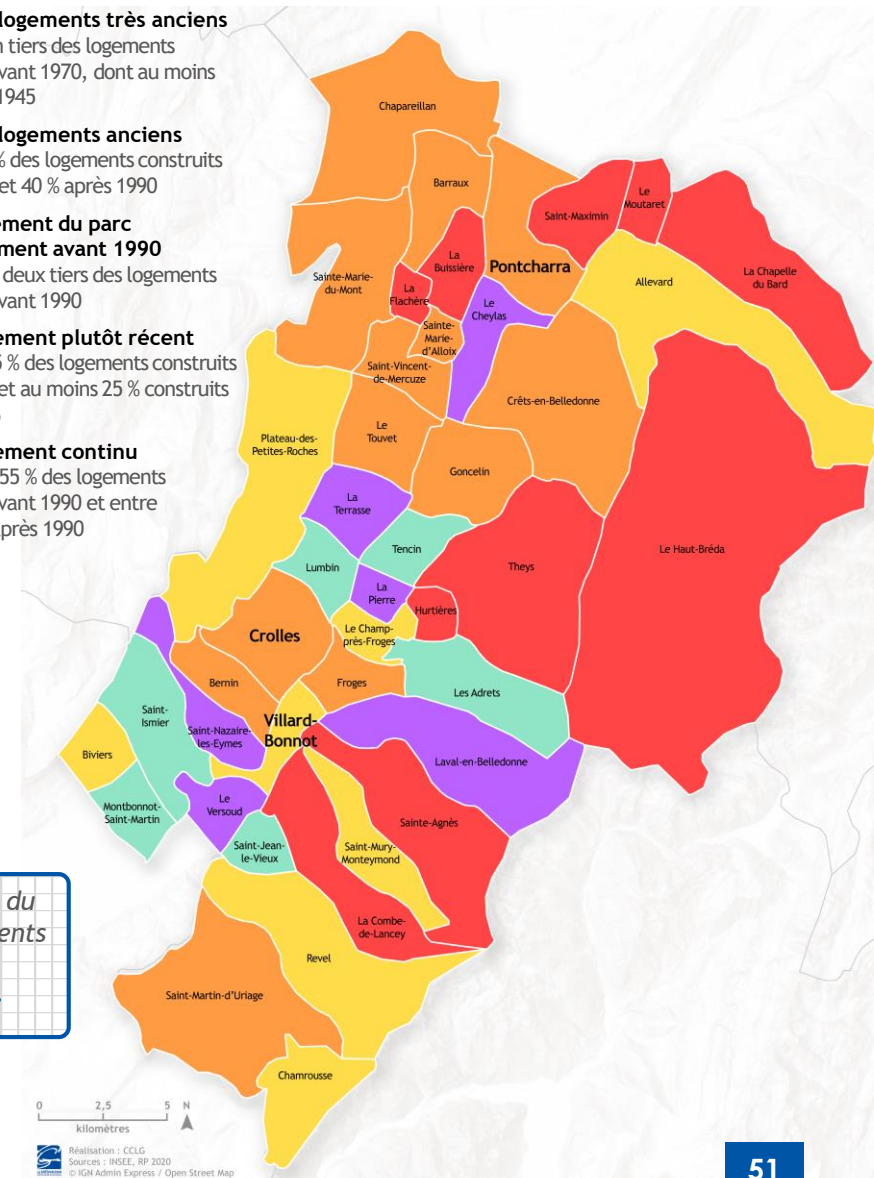 logements très anciens
tiers des logements
vant 1970, dont au moins
1945
logements anciens
% des logements construits
et 40 % après 1990
ement du parc
ment avant 1990
deux tiers des logements
vant 1990
ement plutôt récent
% des logements construits
et au moins 25 % construits
ement continu
55 % des logements
vant 1990 et entre
près 1990
Chapareillan
Barraux
Saint-Maximin
Le
Moutaret
La Chapelle
du Bard
La
Buissière
Pontcharra
Allevard
Sainte-Marie-
du-Mont
La
Flachère
Le
Cheylas
Sainte-
Marie-
d'Alloix
Saint-Vincent-
de-Mercuze
Crêts-en-Belledonne
Le
Touvet
Plateau-des-
Petites-Roches
Goncelin
La
Terrasse
Tencin
Le Haut-Bréda
Lumbin
Theys
La
Pierre
Hurtières
Crolles
Le Champ-
près-Froges
Bernin
Froges
Les Adrets
Saint-
Ismier
Villard-
Bonnot
Saint-Nazaire-
les-Eymes
Biviers
Laval-en-Belledonne
Montbonnot-
Saint-Martin
Le
Versoud
Sainte-Agnès
Saint-Jean-
le-Vieux
Saint-Mury-
Monteymond
du
ents
La Combe-
de-Lancey
Revel
Saint-Martin-d'Uriage
Chamrousse
0 2,5 5 N
kilomètres
Réalisation : CCLG
Sources : INSEE, RP 2020
© IGN Admin Express / Open Street Map
51